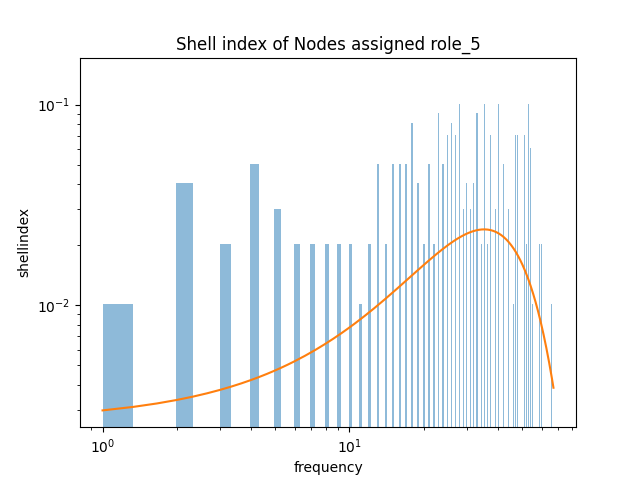 Shell index of Nodes assigned role_5
10⁻¹
10⁻²
shellindex
10⁰
10¹
frequency